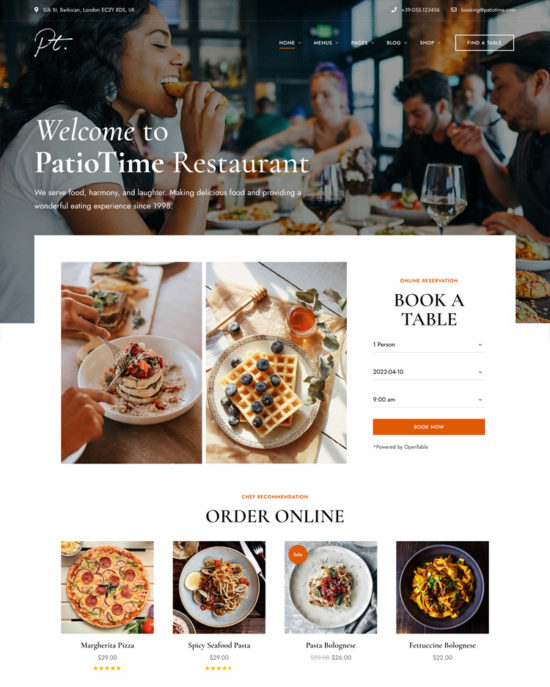 Silk St, Barbican, London EC2Y 8DS, UK
+39-055-123456
booking@patiotime.com
Pt.
HOME
MENUS
PAGES
BLOG
SHOP
FIND A TABLE
Welcome to
PatioTime Restaurant
We serve food, harmony, and laughter. Making delicious food and providing a
wonderful eating experience since 1998.
ONLINE RESERVATION
BOOK A
TABLE
1 Person
2022-04-10
9:00 am
BOOK NOW
*Powered by OpenTable
CHEF RECOMMENDATION
ORDER ONLINE
Sale
Margherita Pizza
Spicy Seafood Pasta
Pasta Bolognese
Fettuccine Bolognese
$29.00
$29.00
$29.00 $26.00
$22.00